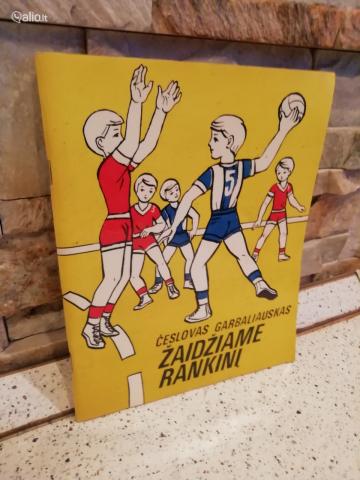 alio.lt
5
ČESLOVAS GARBALIAUSKAS
ŽAIDŽIAME
RANKINĮ